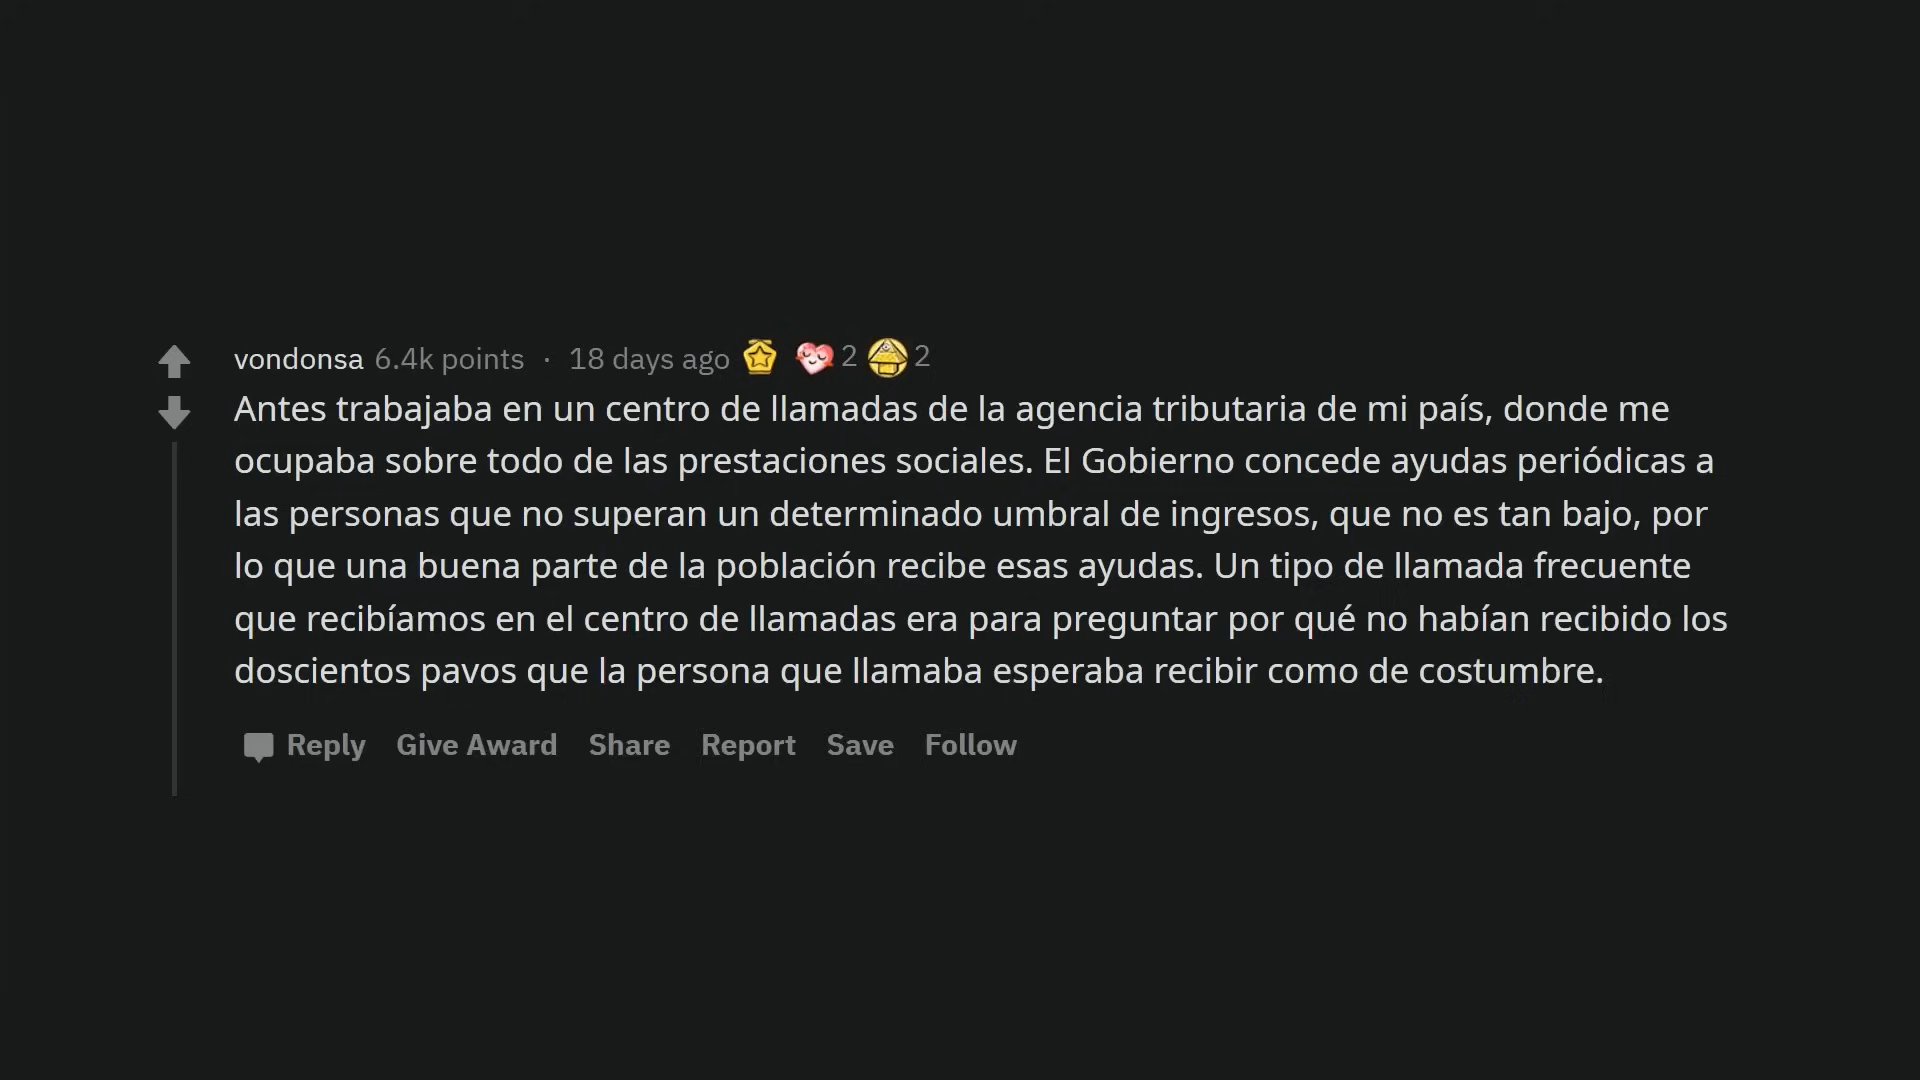 vondonsa 6.4k points · 18 days ago 2 2
Antes trabajaba en un centro de llamadas de la agencia tributaria de mi país, donde me
ocupaba sobre todo de las prestaciones sociales. El Gobierno concede ayudas periódicas a
las personas que no superan un determinado umbral de ingresos, que no es tan bajo, por
lo que una buena parte de la población recibe esas ayudas. Un tipo de llamada frecuente
que recibíamos en el centro de llamadas era para preguntar por qué no habían recibido los
doscientos pavos que la persona que llamaba esperaba recibir como de costumbre.
Reply Give Award Share Report Save Follow